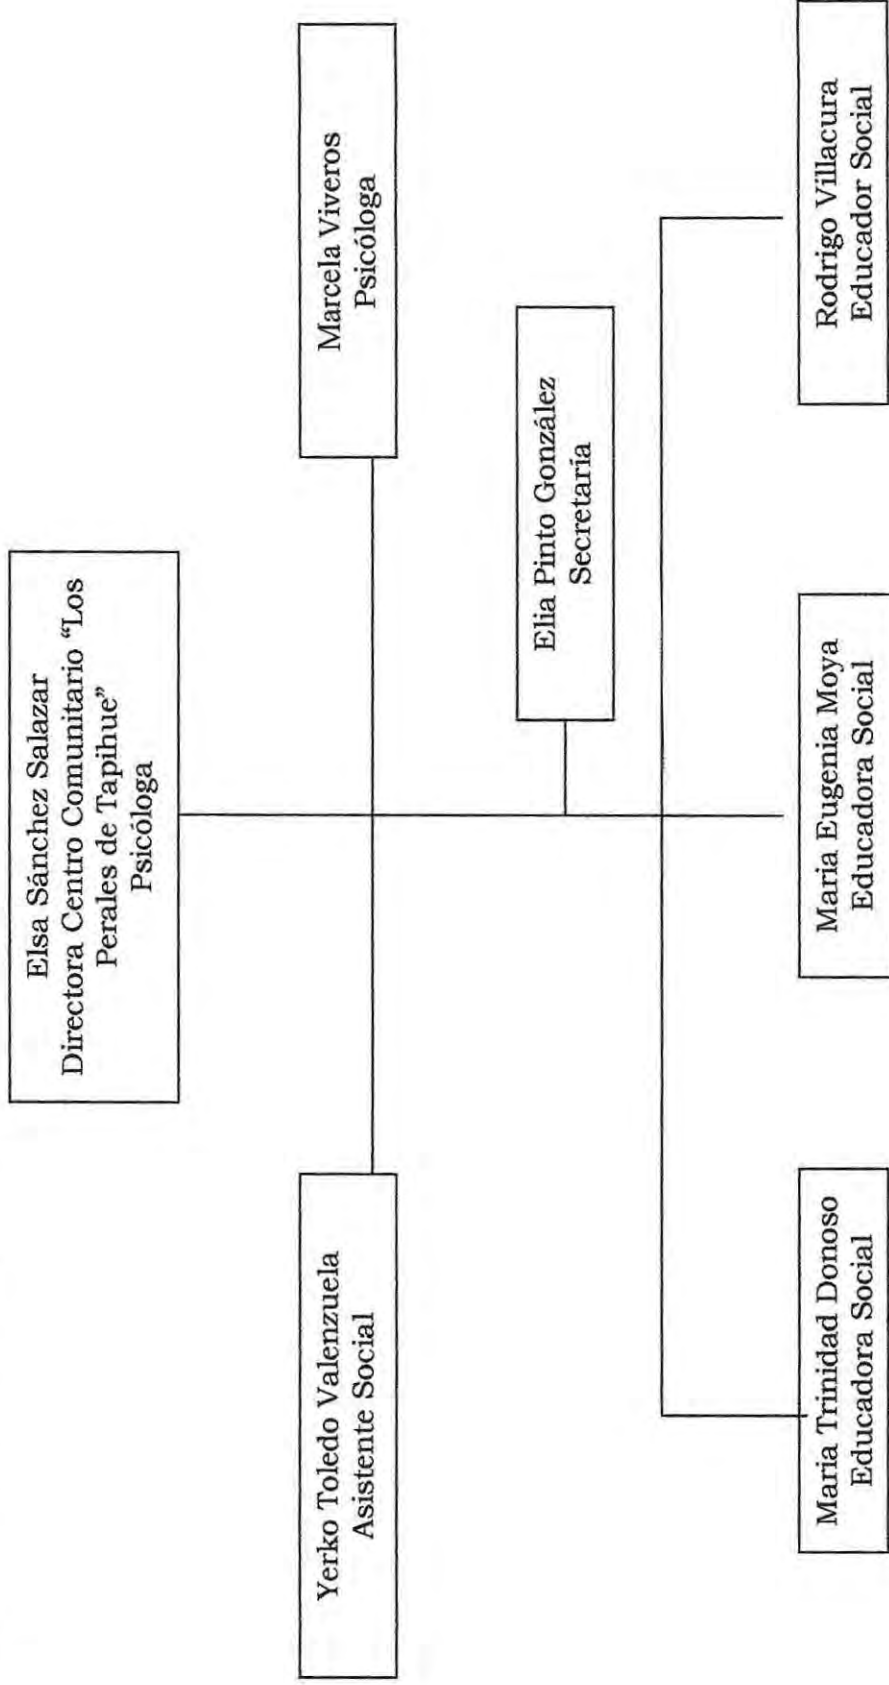 Elsa Sánchez Salazar
Directora Centro Comunitario “Los
Perales de Tapihue”
Psicóloga
Yerko Toledo Valenzuela
Asistente Social
Marcela Viveros
Psicóloga
Elia Pinto González
Secretaria
Maria Trinidad Donoso
Educadora Social
Maria Eugenia Moya
Educadora Social
Rodrigo Villacura
Educador Social